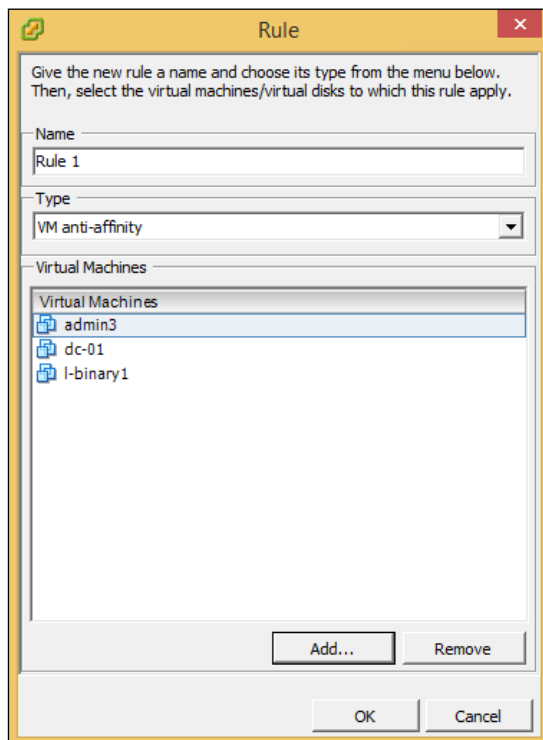 Rule
Give the new rule a name and choose its type from the menu below.
Then, select the virtual machines/virtual disks to which this rule apply.
Name
Rule 1
Type
VM anti-affinity
Virtual Machines
Virtual Machines
admin3
dc-01
l-binary1
Add...
Remove
OK
Cancel